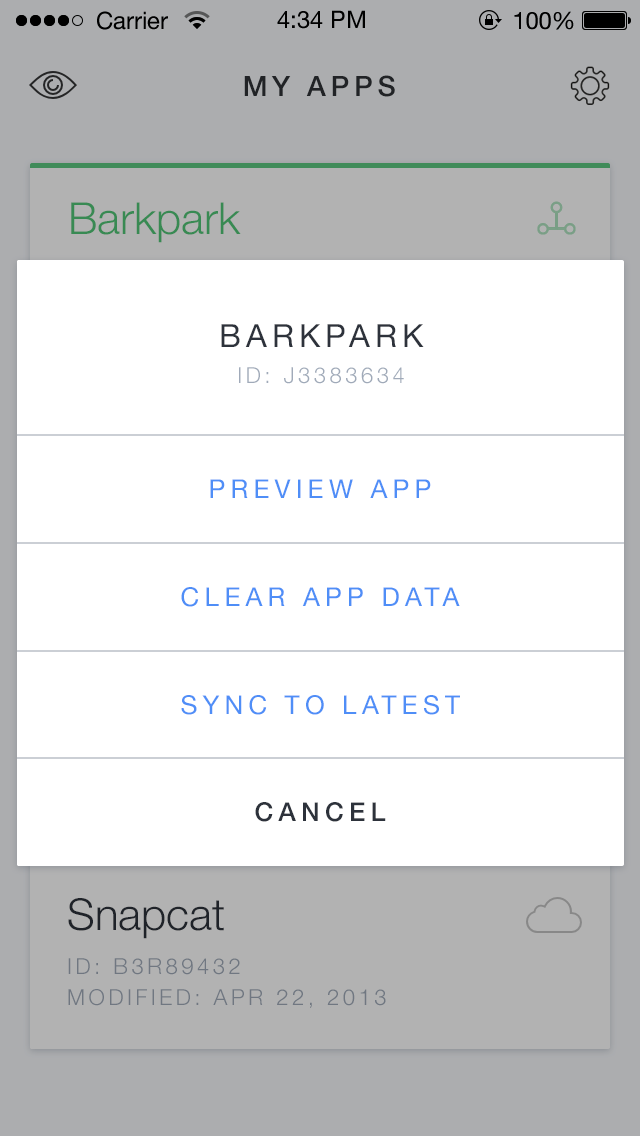 Carrier 4:34 PM 100%
MY APPS
Barkpark
BARKPARK
ID: J3383634
PREVIEW APP
CLEAR APP DATA
SYNC TO LATEST
CANCEL
Snapcat
ID: B3R89432
MODIFIED: APR 22, 2013